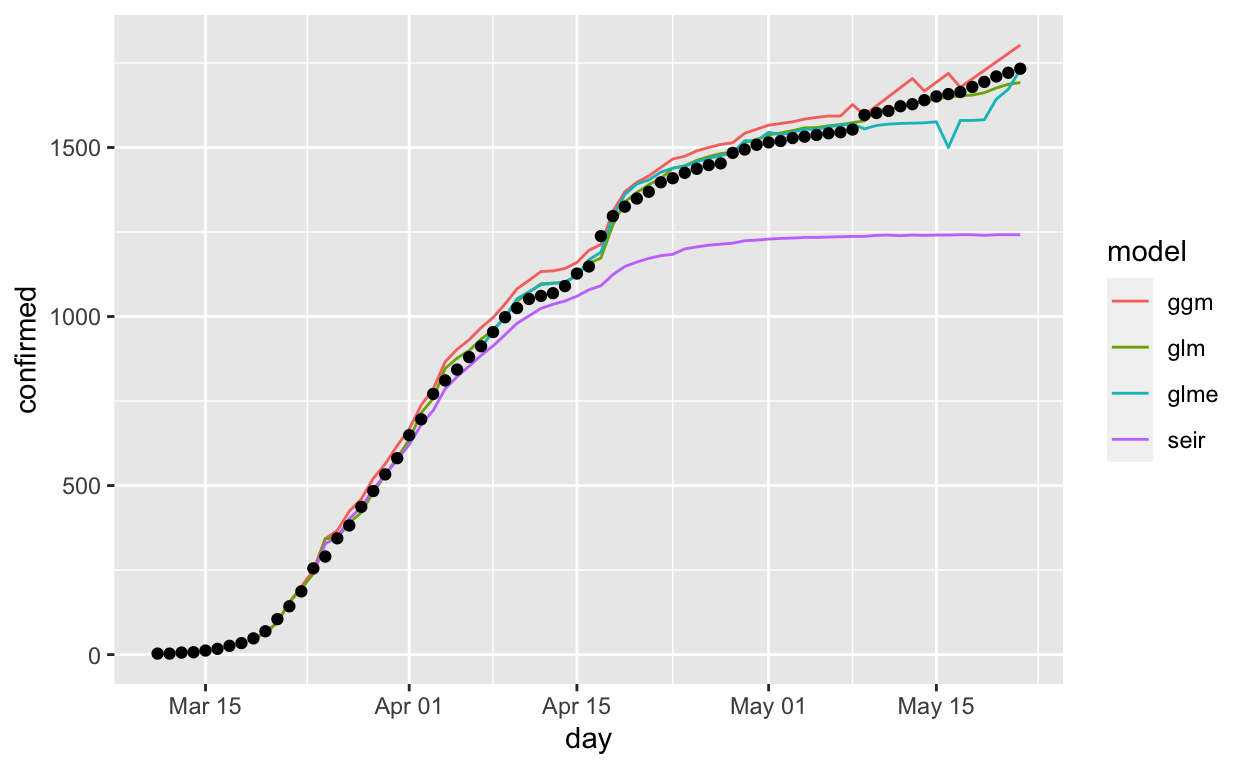 confirmed
1500
1000
500
0
Mar 15
Apr 01
Apr 15
May 01
May 15
day
model
ggm
glm
glme
seir